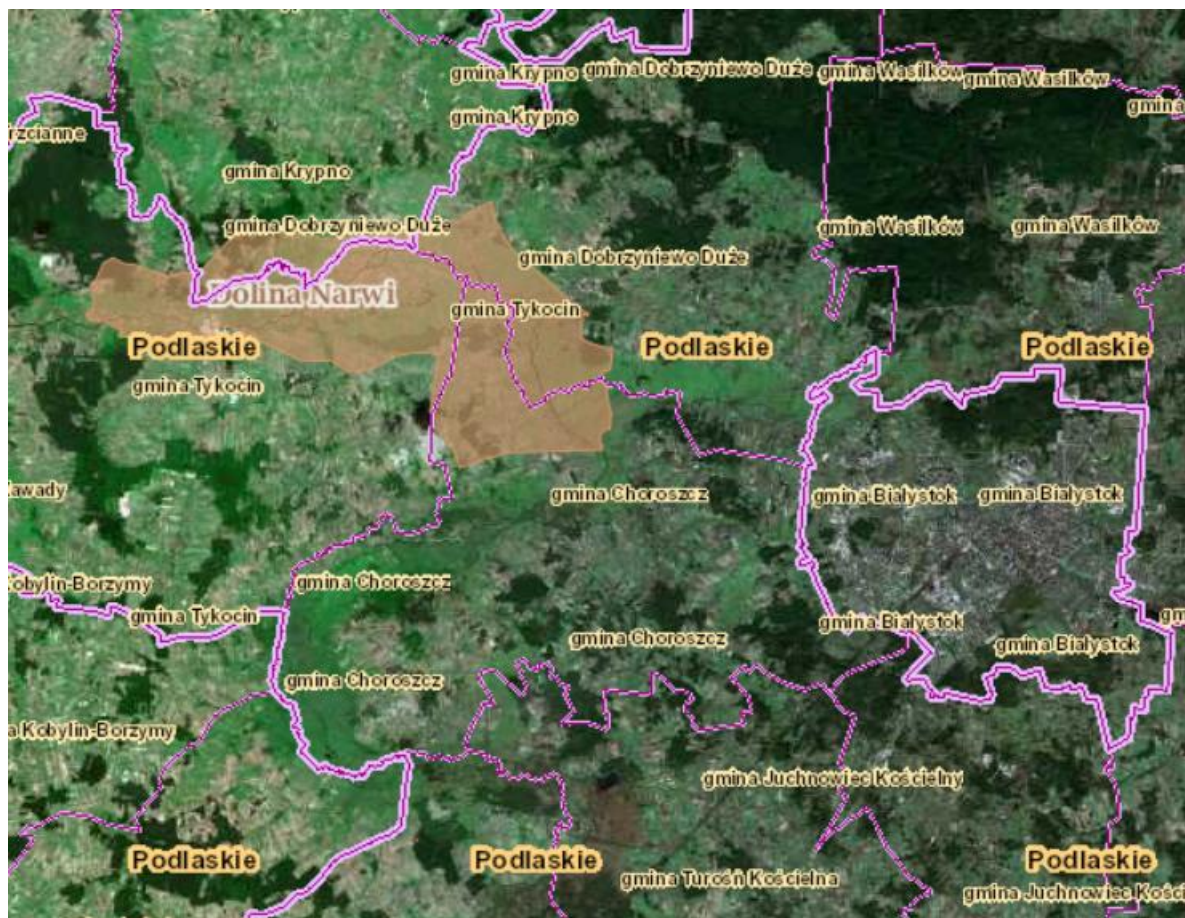 gmina Krypno
gmina Dobrzyniewo Duże
gmina Wasilków
gmina Wasilków
gmina
gmina Krypno
rzcianne
gmina Krypno
gmina Dobrzyniewo Duże
gmina Wasilków
gmina Wasilków
gmina Dobrzyniewo Duże
Dolina Narwi
gmina Tykocin
Podlaskie
Podlaskie
Podlaskie
gmina Tykocin
awady
gmina Choroszcz
gmina Białystok
gmina Białystok
Kobylin-Borzymy
gmina Choroszcz
gmina Tykocin
gmina Białystok
gm
gmina Choroszcz
gmina Białystok
gmina Choroszcz
a Kobylin-Borzymy
gmina Juchnowiec Kościelny
Podlaskie
Podlaskie
Podlaskie
gmina Turośń Kościelna
gmina Juchnowiec Kości